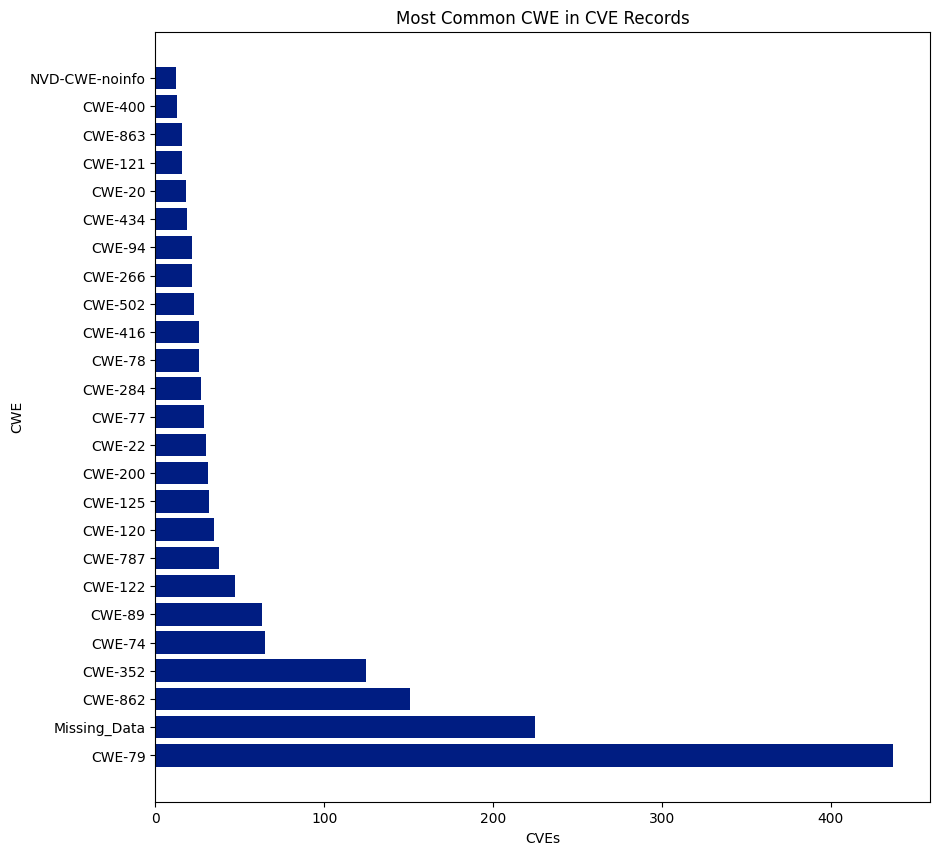 Most Common CWE in CVE Records
NVD-CWE-noinfo
CWE-400
CWE-863
CWE-121
CWE-20
CWE-434
CWE-94
CWE-266
CWE-502
CWE-416
CWE-78
CWE-284
CWE-77
CWE-22
CWE-200
CWE-125
CWE-120
CWE-787
CWE-122
CWE-89
CWE-74
CWE-352
CWE-862
Missing_Data
CWE-79
CWE
0 100 200 300 400
CVEs